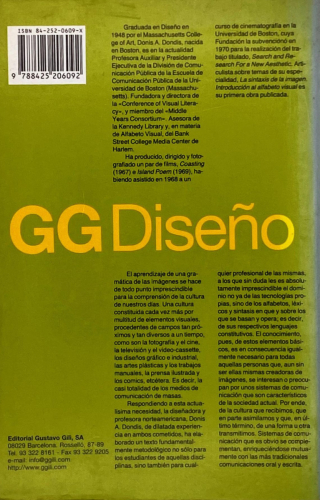 ISBN 84-252-0609-X
9 788425 206092
Graduada en Diseño en
1948 por el Massachusetts Colle-
ge of Art, Donis A. Dondis, nacida
en Boston, es en la actualidad
Profesora Auxiliar y Presidente
Ejecutiva de la División de Comuni-
cación Pública de la Escuela de
Comunicación Pública de la Uni-
versidad de Boston (Massachu-
setts). Fundadora y directora de
la «Conference of Visual Litera-
cy», y miembro del «Middle
Years Consortium». Asesora de
la Kennedy Library y, en materia
de Alfabeto Visual, del Bank
Street College Media Center de
Harlem.
Ha producido, dirigido y foto-
grafiado un par de films, Coasting
(1967) e Island Poem (1969), ha-
biendo asistido en 1968 a un
curso de cinematografía en la
Universidad de Boston, cuya
Fundación la subvencionó en
1970 para la realización del tra-
bajo titulado, Search and Re-
search For a New Aesthetic. Artí-
culista sobre temas de su espe-
cialidad, La sintaxis de la imagen.
Introducción al alfabeto visual es
su primera obra publicada.
GG Diseño
El aprendizaje de una gra-
mática de las imágenes se hace
de todo punto imprescindible
para la comprensión de la cultura
de nuestros días. Una cultura
constituida cada vez más por
multitud de elementos visuales,
procedentes de campos tan pró-
ximos y tan diversos a un tiempo,
como son la fotografía y el cine,
la televisión y el video-cassette,
los diseños gráfico e industrial,
las artes plásticas y los trabajos
manuales, la prensa ilustrada y
los comics, etcétera. Es decir, la
casi totalidad de los medios de
comunicación de masas.
Respondiendo a esta actua-
lísima necesidad, la diseñadora y
profesora norteamericana, Donis
A. Dondis, de dilatada experien-
cia en ambos cometidos, ha ela-
borado un texto fundamental-
mente metodológico no sólo para
los estudiantes de aquellas disci-
plinas, sino también para cual-
quier profesional de las mismas,
a los que sin duda les es absolu-
tamente imprescindible el domi-
nio no ya de las tecnologías pro-
pias, sino de los alfabetos, léxi-
cos y sintaxis en que y sobre los
que se basan y opera; es decir,
de sus respectivos lenguajes
constitutivos. El conocimiento,
pues, de estos elementos bási-
cos, es en consecuencia igual-
mente necesario para todas
aquellas personas que, aun sin
ser ellas mismas creadoras de
imágenes, se interesan o preocu-
pan por unos sistemas de comu-
nicación que son característicos
de la sociedad actual. Por ende,
de la cultura que recibimos, que
en parte asimilamos y que, en
último término, de una forma u otra
transmitimos. Sistemas de comu-
nicación que es obvio se comple-
mentan, enriqueciéndose mutua-
mente con las más tradicionales
comunicaciones oral y escrita.
Editorial Gustavo Gili, SA
08029 Barcelona. Rosselló, 87-89
Tel. 93 322 8161 - Fax 93 322 9205
e-mail: info@ggili.com
http://www.ggili.com